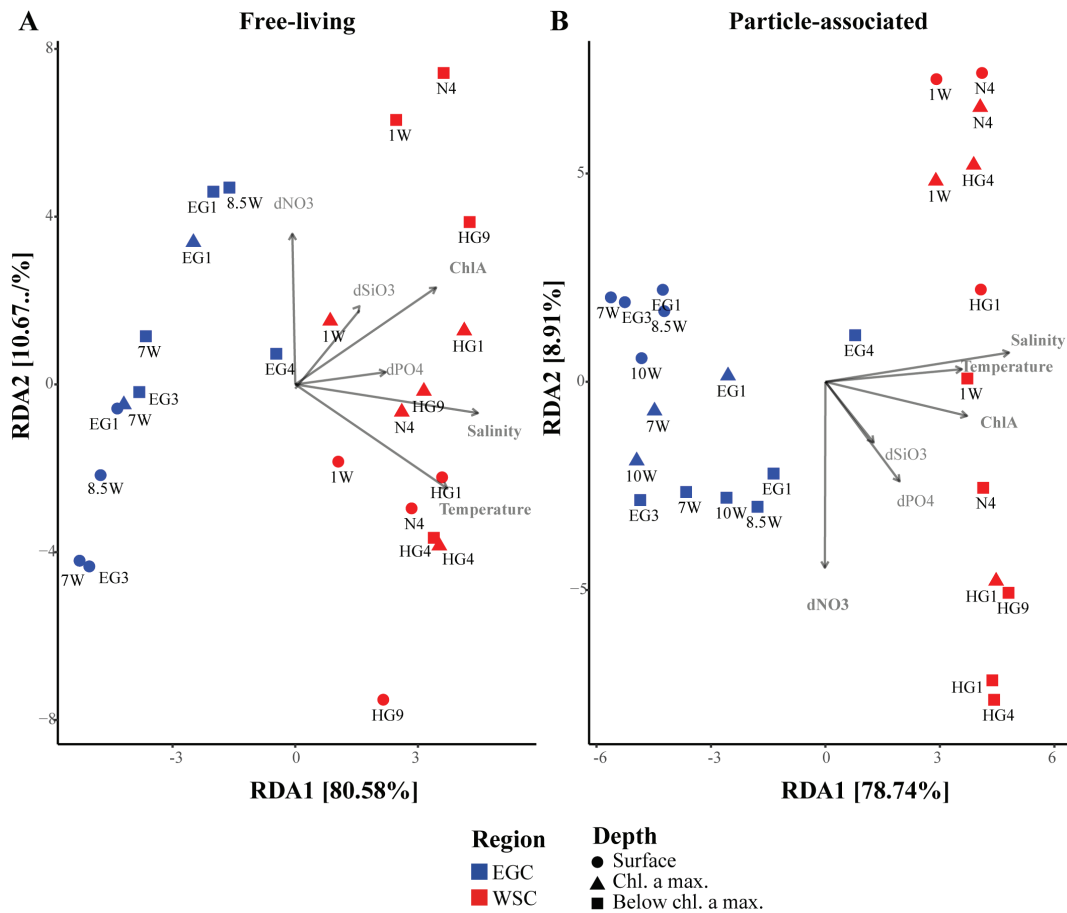 A
Free-living
8
4
0
−4
−8
-3
0
3
RDA2 [10.67../%]
RDA1 [80.58%]
N4
1W
EG1
8.5W
dNO3
EG1
HG9
ChlA
dSiO3
1W
HG1
7W
EG4
dPO4
EG3
EG1
7W
HG9
N4
Salinity
8.5W
1W
HG1
Temperature
N4
HG4
HG4
7W
EG3
HG9
B
Particle-associated
5
0
-5
-6
-3
0
3
6
RDA2 [8.91%]
RDA1 [78.74%]
1W
N4
N4
HG4
1W
7W
EG3
EG1
8.5W
HG1
10W
EG4
Salinity
Temperature
EG1
1W
7W
ChlA
dSiO3
10W
EG1
dPO4
EG3
7W
10W
8.5W
N4
dNO3
HG1
HG9
HG1
HG4
Region
EGC
WSC
Depth
Surface
Chl. a max.
Below chl. a max.